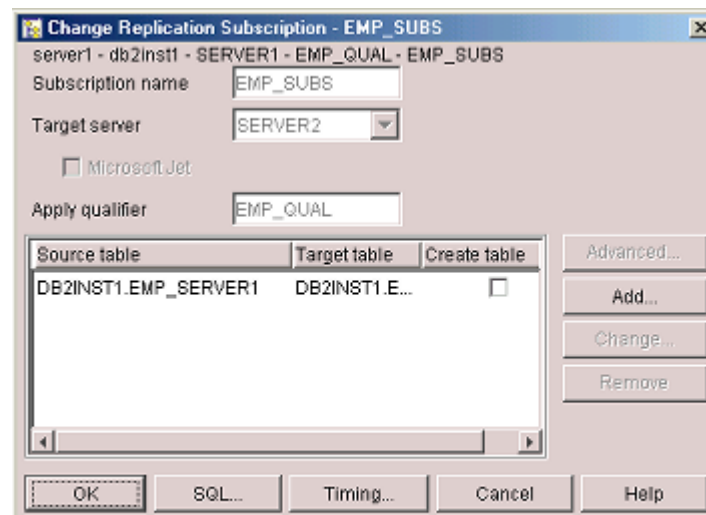 Change Replication Subscription - EMP_SUBS
server1 - db2inst1 - SERVER1 - EMP_QUAL - EMP_SUBS
Subscription name EMP_SUBS
Target server SERVER2
Microsoft Jet
Apply qualifier EMP_QUAL
Source table Target table Create table
DB2INST1.EMP_SERVER1 DB2INST1.E...
Advanced...
Add...
Change...
Remove
OK SQL... Timing... Cancel Help